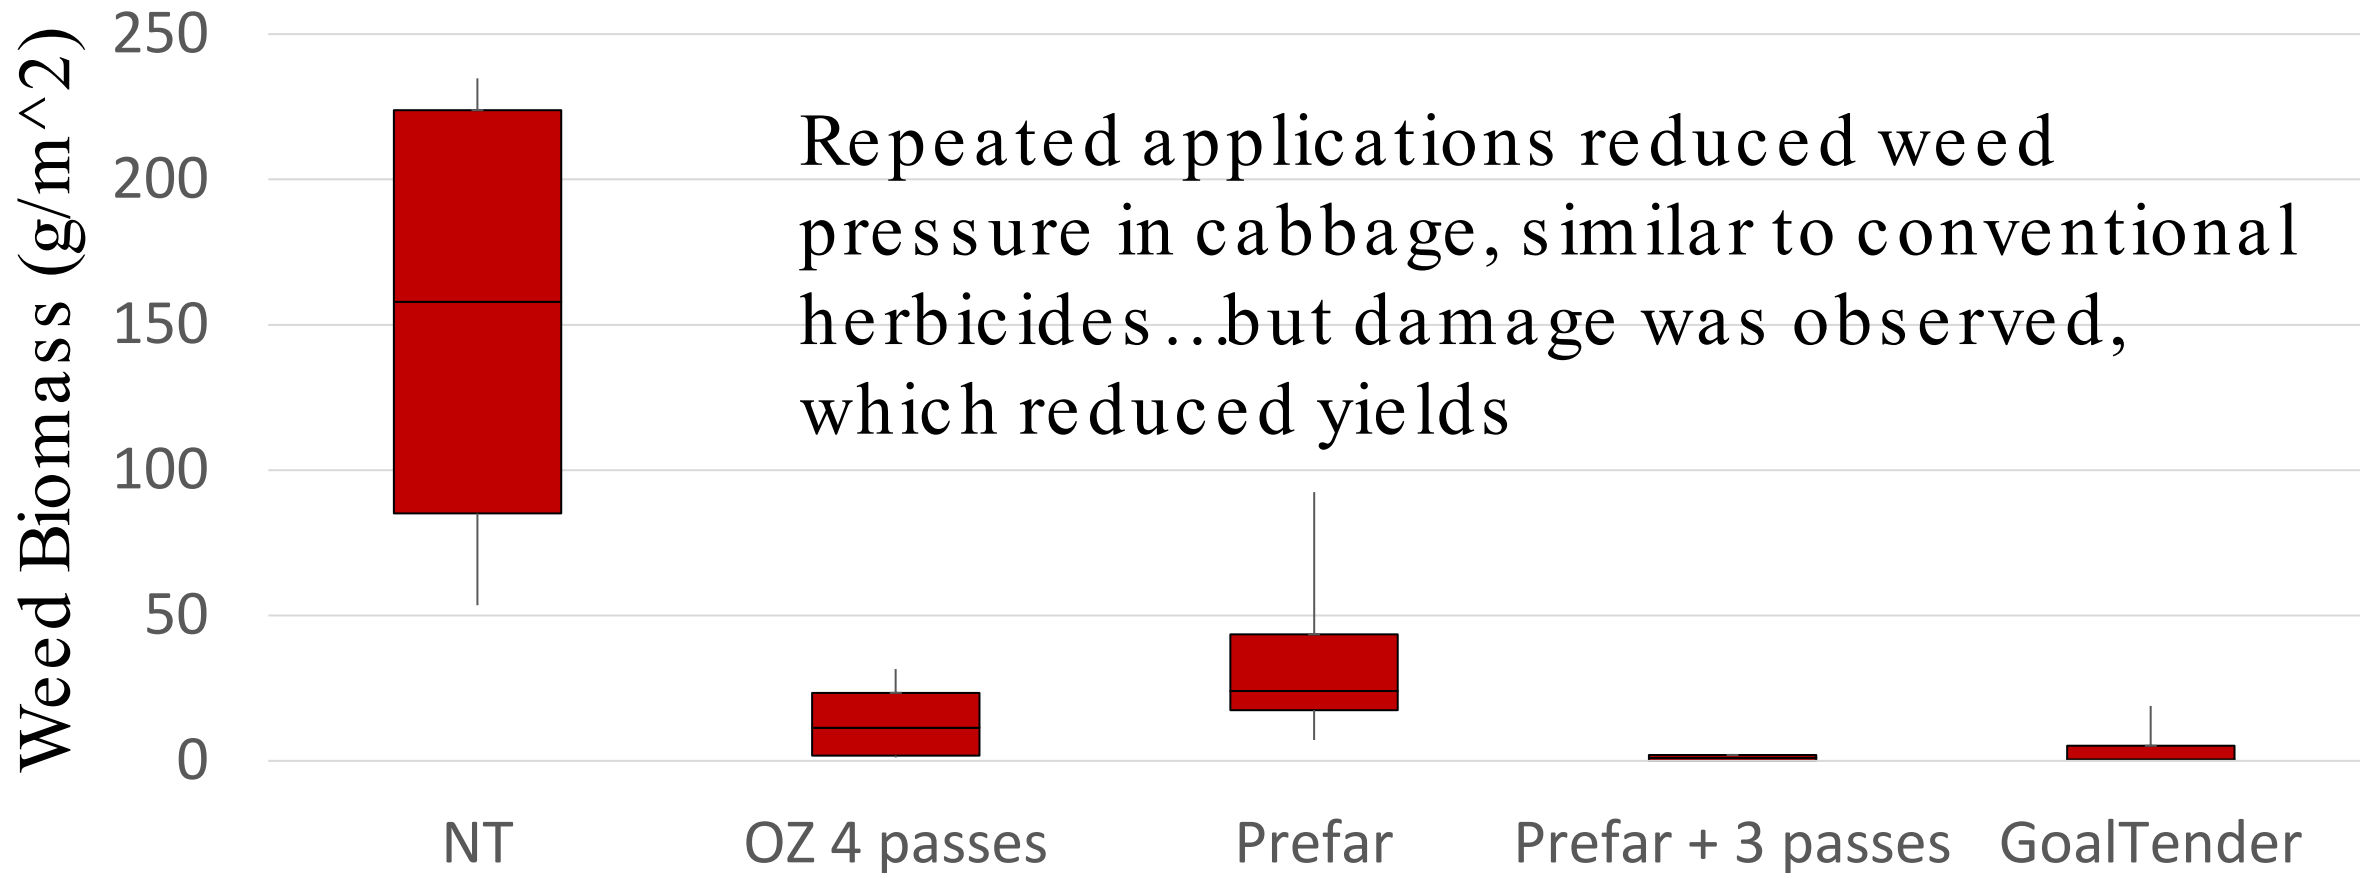 Weed Biomass (g/m^2)
250
200
150
100
50
0
Repeated applications reduced weed
pressure in cabbage, similar to conventional
herbicides...but damage was observed,
which reduced yields
NT
OZ 4 passes
Prefar
Prefar + 3 passes
GoalTender